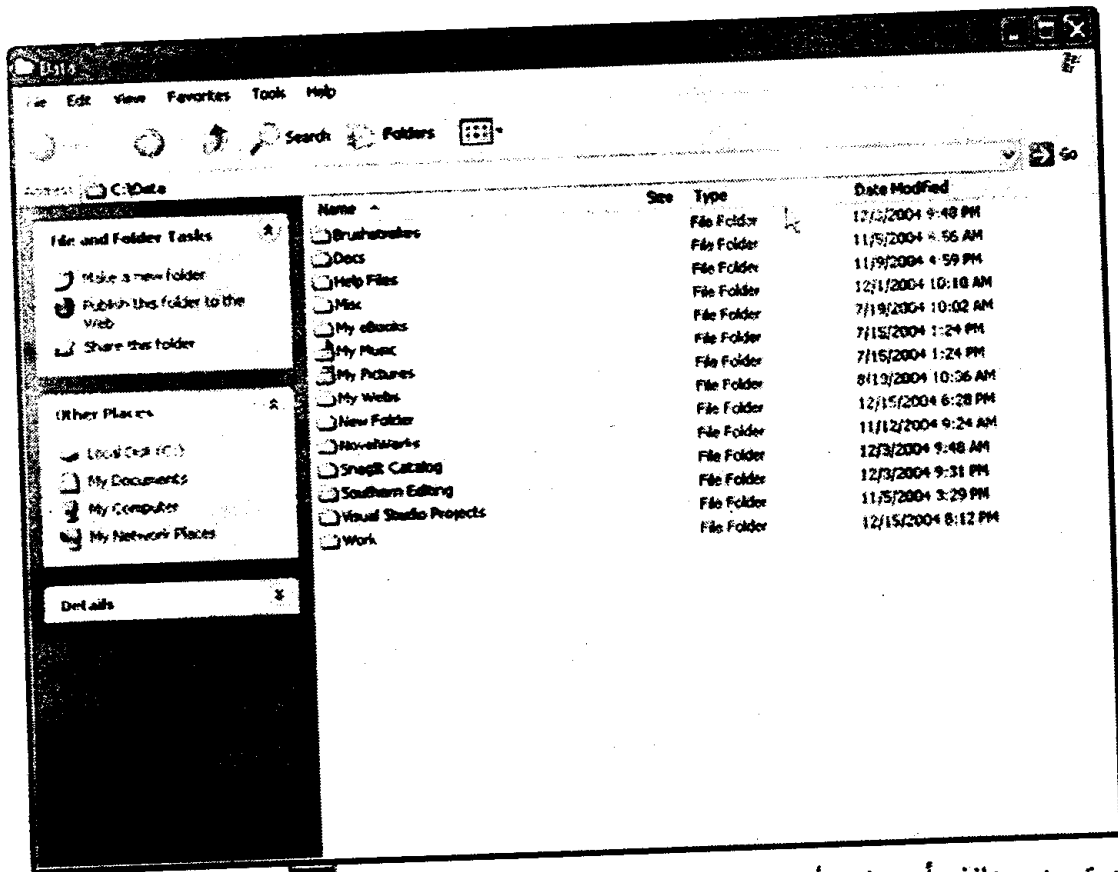 Data
File Edit View Favorites Tools Help
Search Folders
Address C:\Data Go
File and Folder Tasks
Make a new folder
Publish this folder to the
Web
Share this folder
Other Places
Local Disk (C:)
My Documents
My Computer
My Network Places
Details
Name Size Type Date Modified
Brushstrokes File Folder 9:48 PM
Docs File Folder 11/5/2004 AM
Help Files File Folder 11/9/2004 4:59 PM
Misc File Folder 12/1/2004 10:10 AM
My eBooks File Folder 7/19/2004 10:02 AM
My Music File Folder 7/15/2004 1:24 PM
My Pictures File Folder 7/15/2004 1:24 PM
My Webs File Folder 8/13/2004 10:36 AM
New Folder File Folder 12/15/2004 6:28 PM
NovelWorks File Folder 11/12/2004 9:24 AM
SnagIt Catalog File Folder 12/3/2004 9:48 AM
Southern Editing File Folder 12/3/2004 9:31 PM
Visual Studio Projects File Folder 11/5/2004 3:29 PM
Work File Folder 12/15/2004 8:12 PM